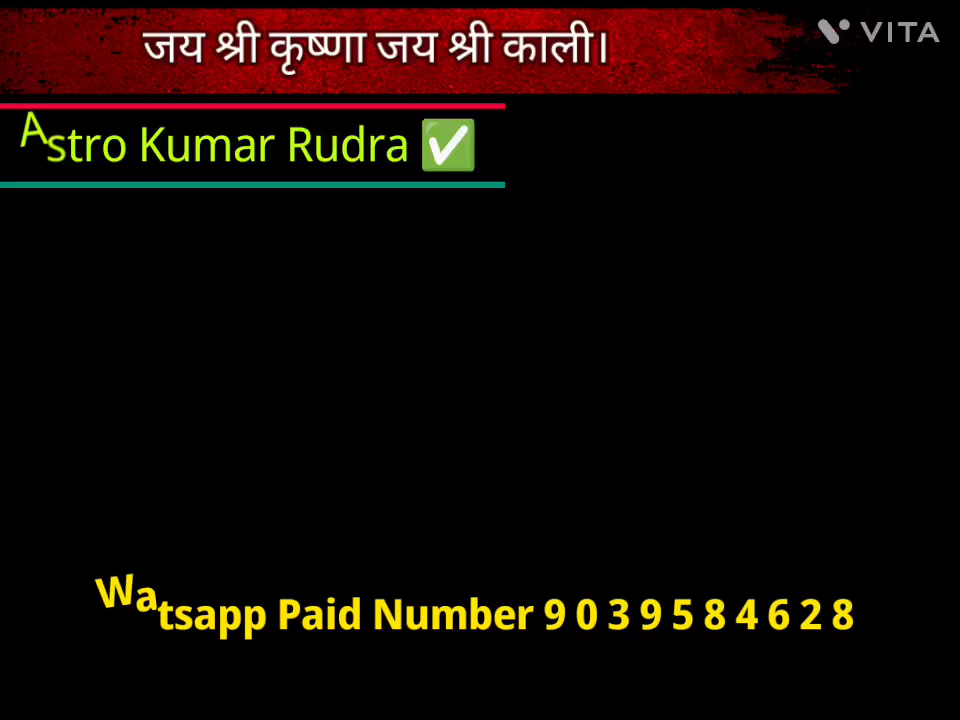 जय श्री कृष्णा जय श्री काली।
VITA
Astro Kumar Rudra ✅
Watsapp Paid Number 9 0 3 9 5 8 4 6 2 8